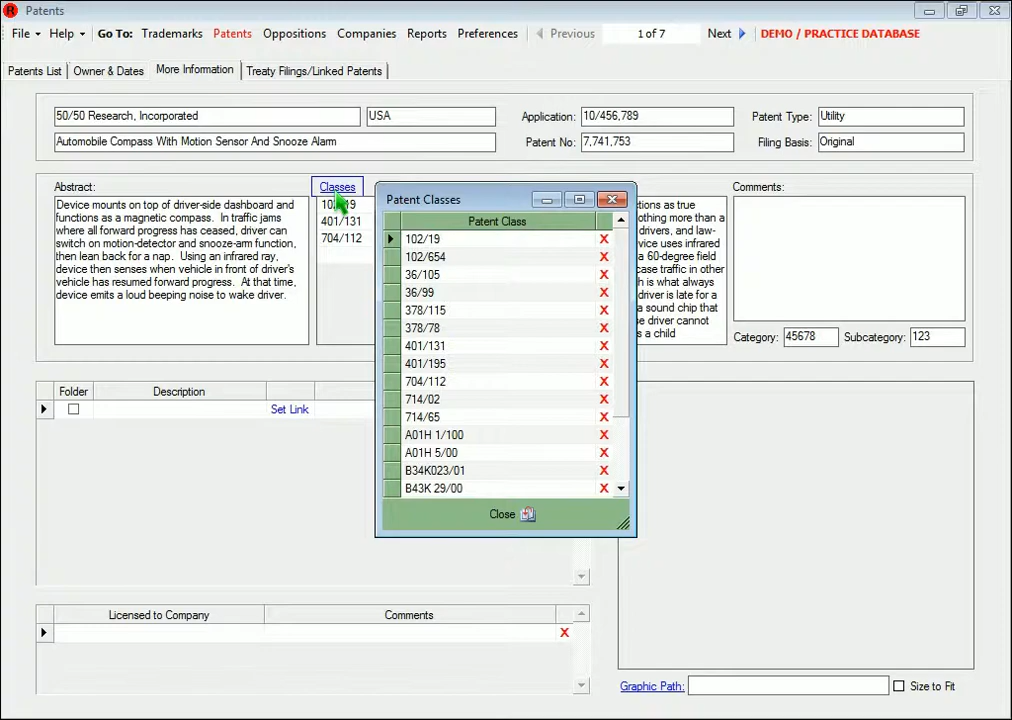 Patents
File Help Go To: Trademarks Patents Oppositions Companies Reports Preferences Previous 1 of 7 Next DEMO / PRACTICE DATABASE
Patents List Owner & Dates More Information Treaty Filings/Linked Patents
50/50 Research, Incorporated USA Application: 10/456,789 Patent Type: Utility
Automobile Compass With Motion Sensor And Snooze Alarm Patent No: 7,741,753 Filing Basis: Original
Abstract:
Device mounts on top of driver-side dashboard and
functions as a magnetic compass. In traffic jams
where all forward progress has ceased, driver can
switch on motion-detector and snooze-arm function,
then lean back for a nap. Using an infrared ray,
device then senses when vehicle in front of driver's
vehicle has resumed forward progress. At that time,
device emits a loud beeping noise to wake driver.
Classes
401/131
704/112
Patent Classes
Patent Class
102/19 X
102/654 X
36/105 X
36/99 X
378/115 X
378/78 X
401/131 X
401/195 X
704/112 X
714/02 X
714/65 X
A01H 1/100 X
A01H 5/00 X
B34K023/01 X
B43K 29/00 X
Close
ctions as true
othing more than a
drivers, and law-
vice uses infrared
a 60-degree field
case traffic in other
h is what always
driver is late for a
a sound chip that
se driver cannot
s a child
Comments:
Category: 45678 Subcategory: 123
Folder Description
Set Link
Licensed to Company Comments
X
Graphic Path: Size to Fit